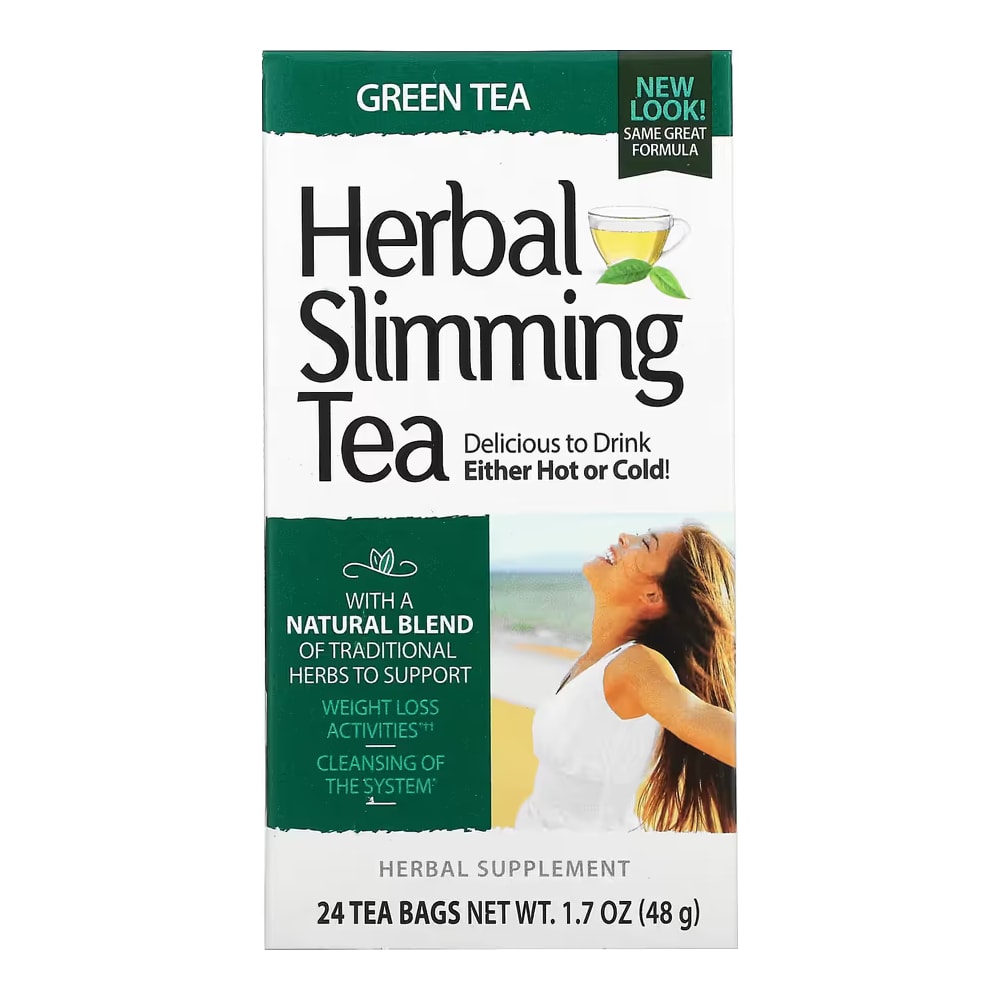 GREEN TEA
NEW
LOOK!
SAME GREAT
FORMULA
Herbal
Slimming
Tea
Delicious to Drink
Either Hot or Cold!
WITH A
NATURAL BLEND
OF TRADITIONAL
HERBS TO SUPPORT
WEIGHT LOSS
ACTIVITIES*††
CLEANSING OF
THE SYSTEM*
HERBAL SUPPLEMENT
24 TEA BAGS NET WT. 1.7 OZ (48 g)